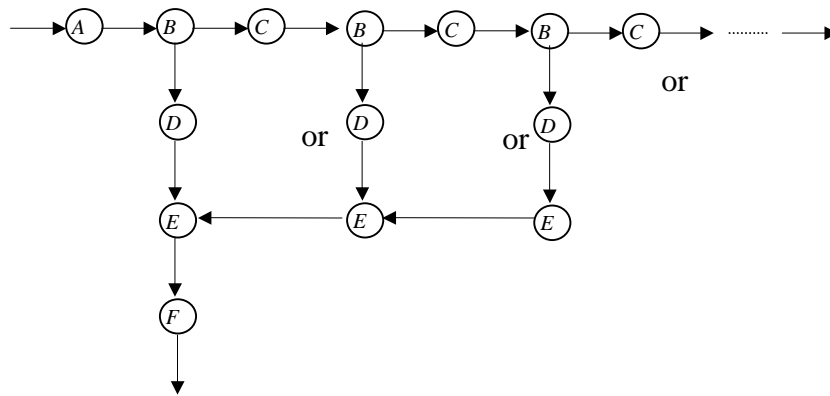 A B C B C B C ..........
or
D or D or D
E E E
F